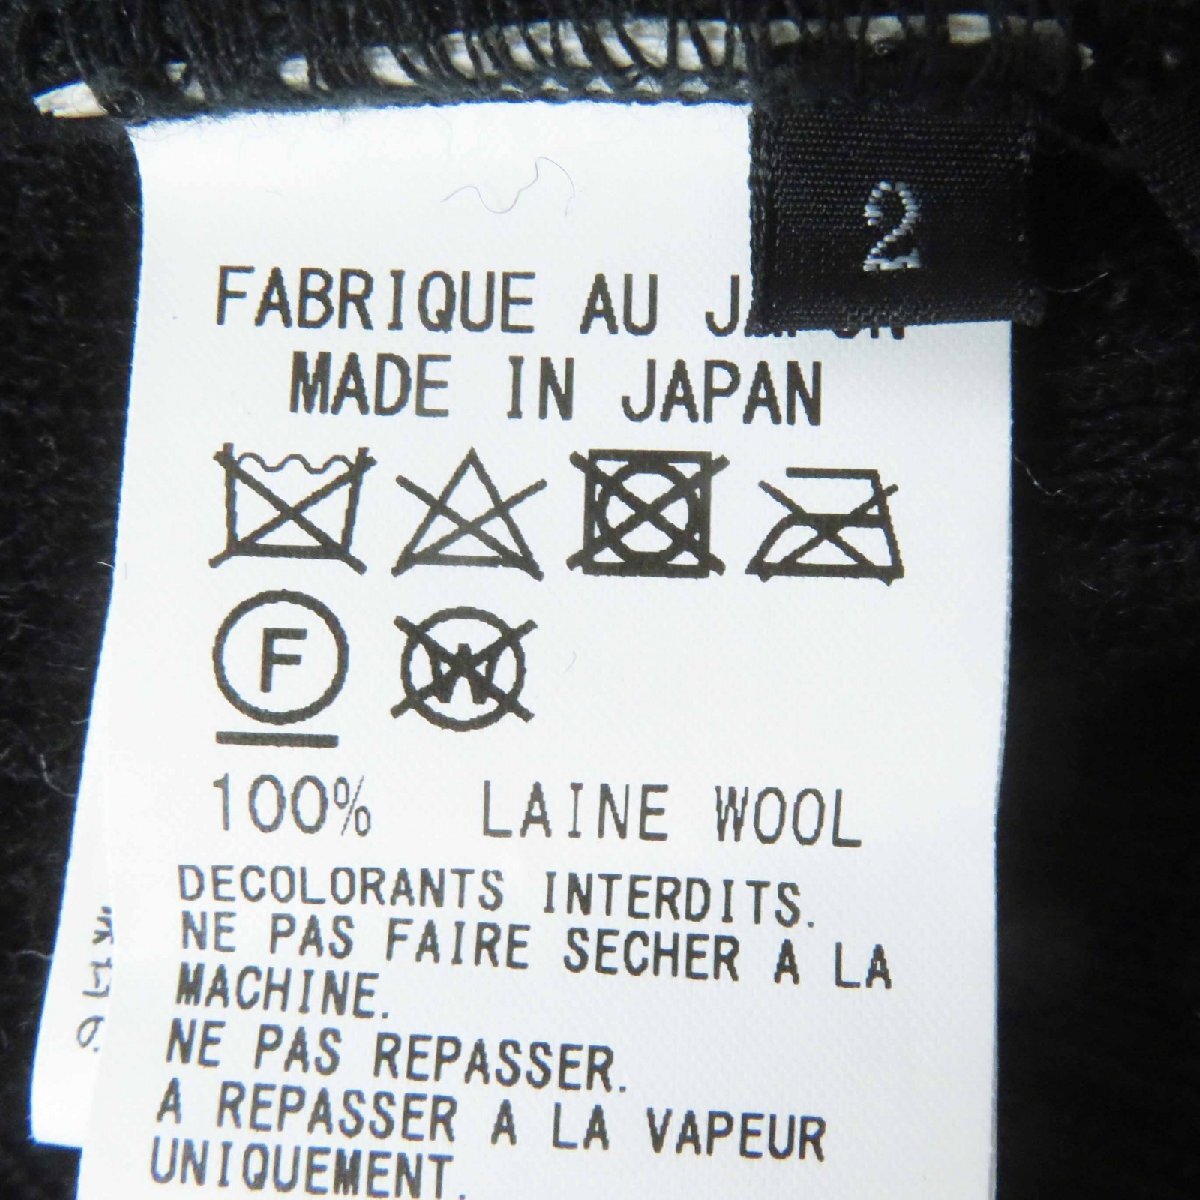 2
FABRIQUE AU
MADE IN JAPAN
F
W
100% LAINE WOOL
DECOLORANTS INTERDITS.
NE PAS FAIRE SECHER A LA
MACHINE.
NE PAS REPASSER.
A REPASSER A LA VAPEUR
UNIQUEMENT.